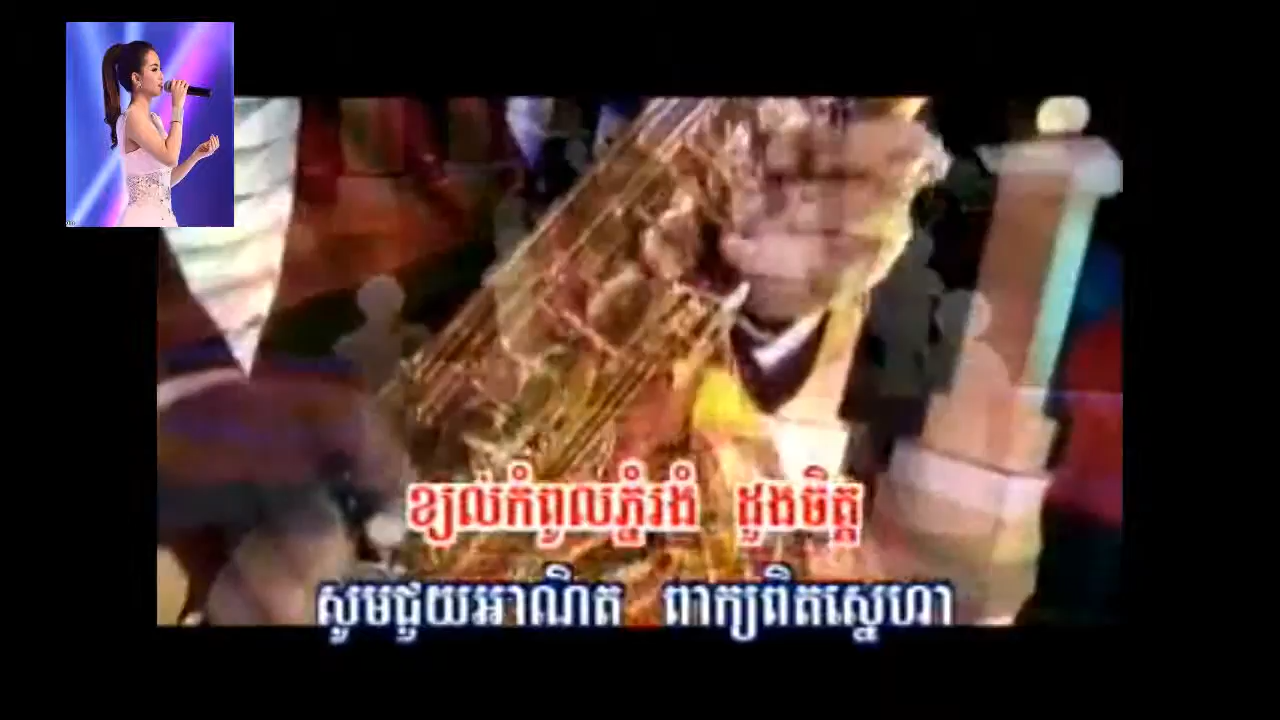 ខ្យល់កំពូលភ្នំរងំ ដួងចិត្ត
សូមជួយអាណិត ពាក្យពិតស្នេហា